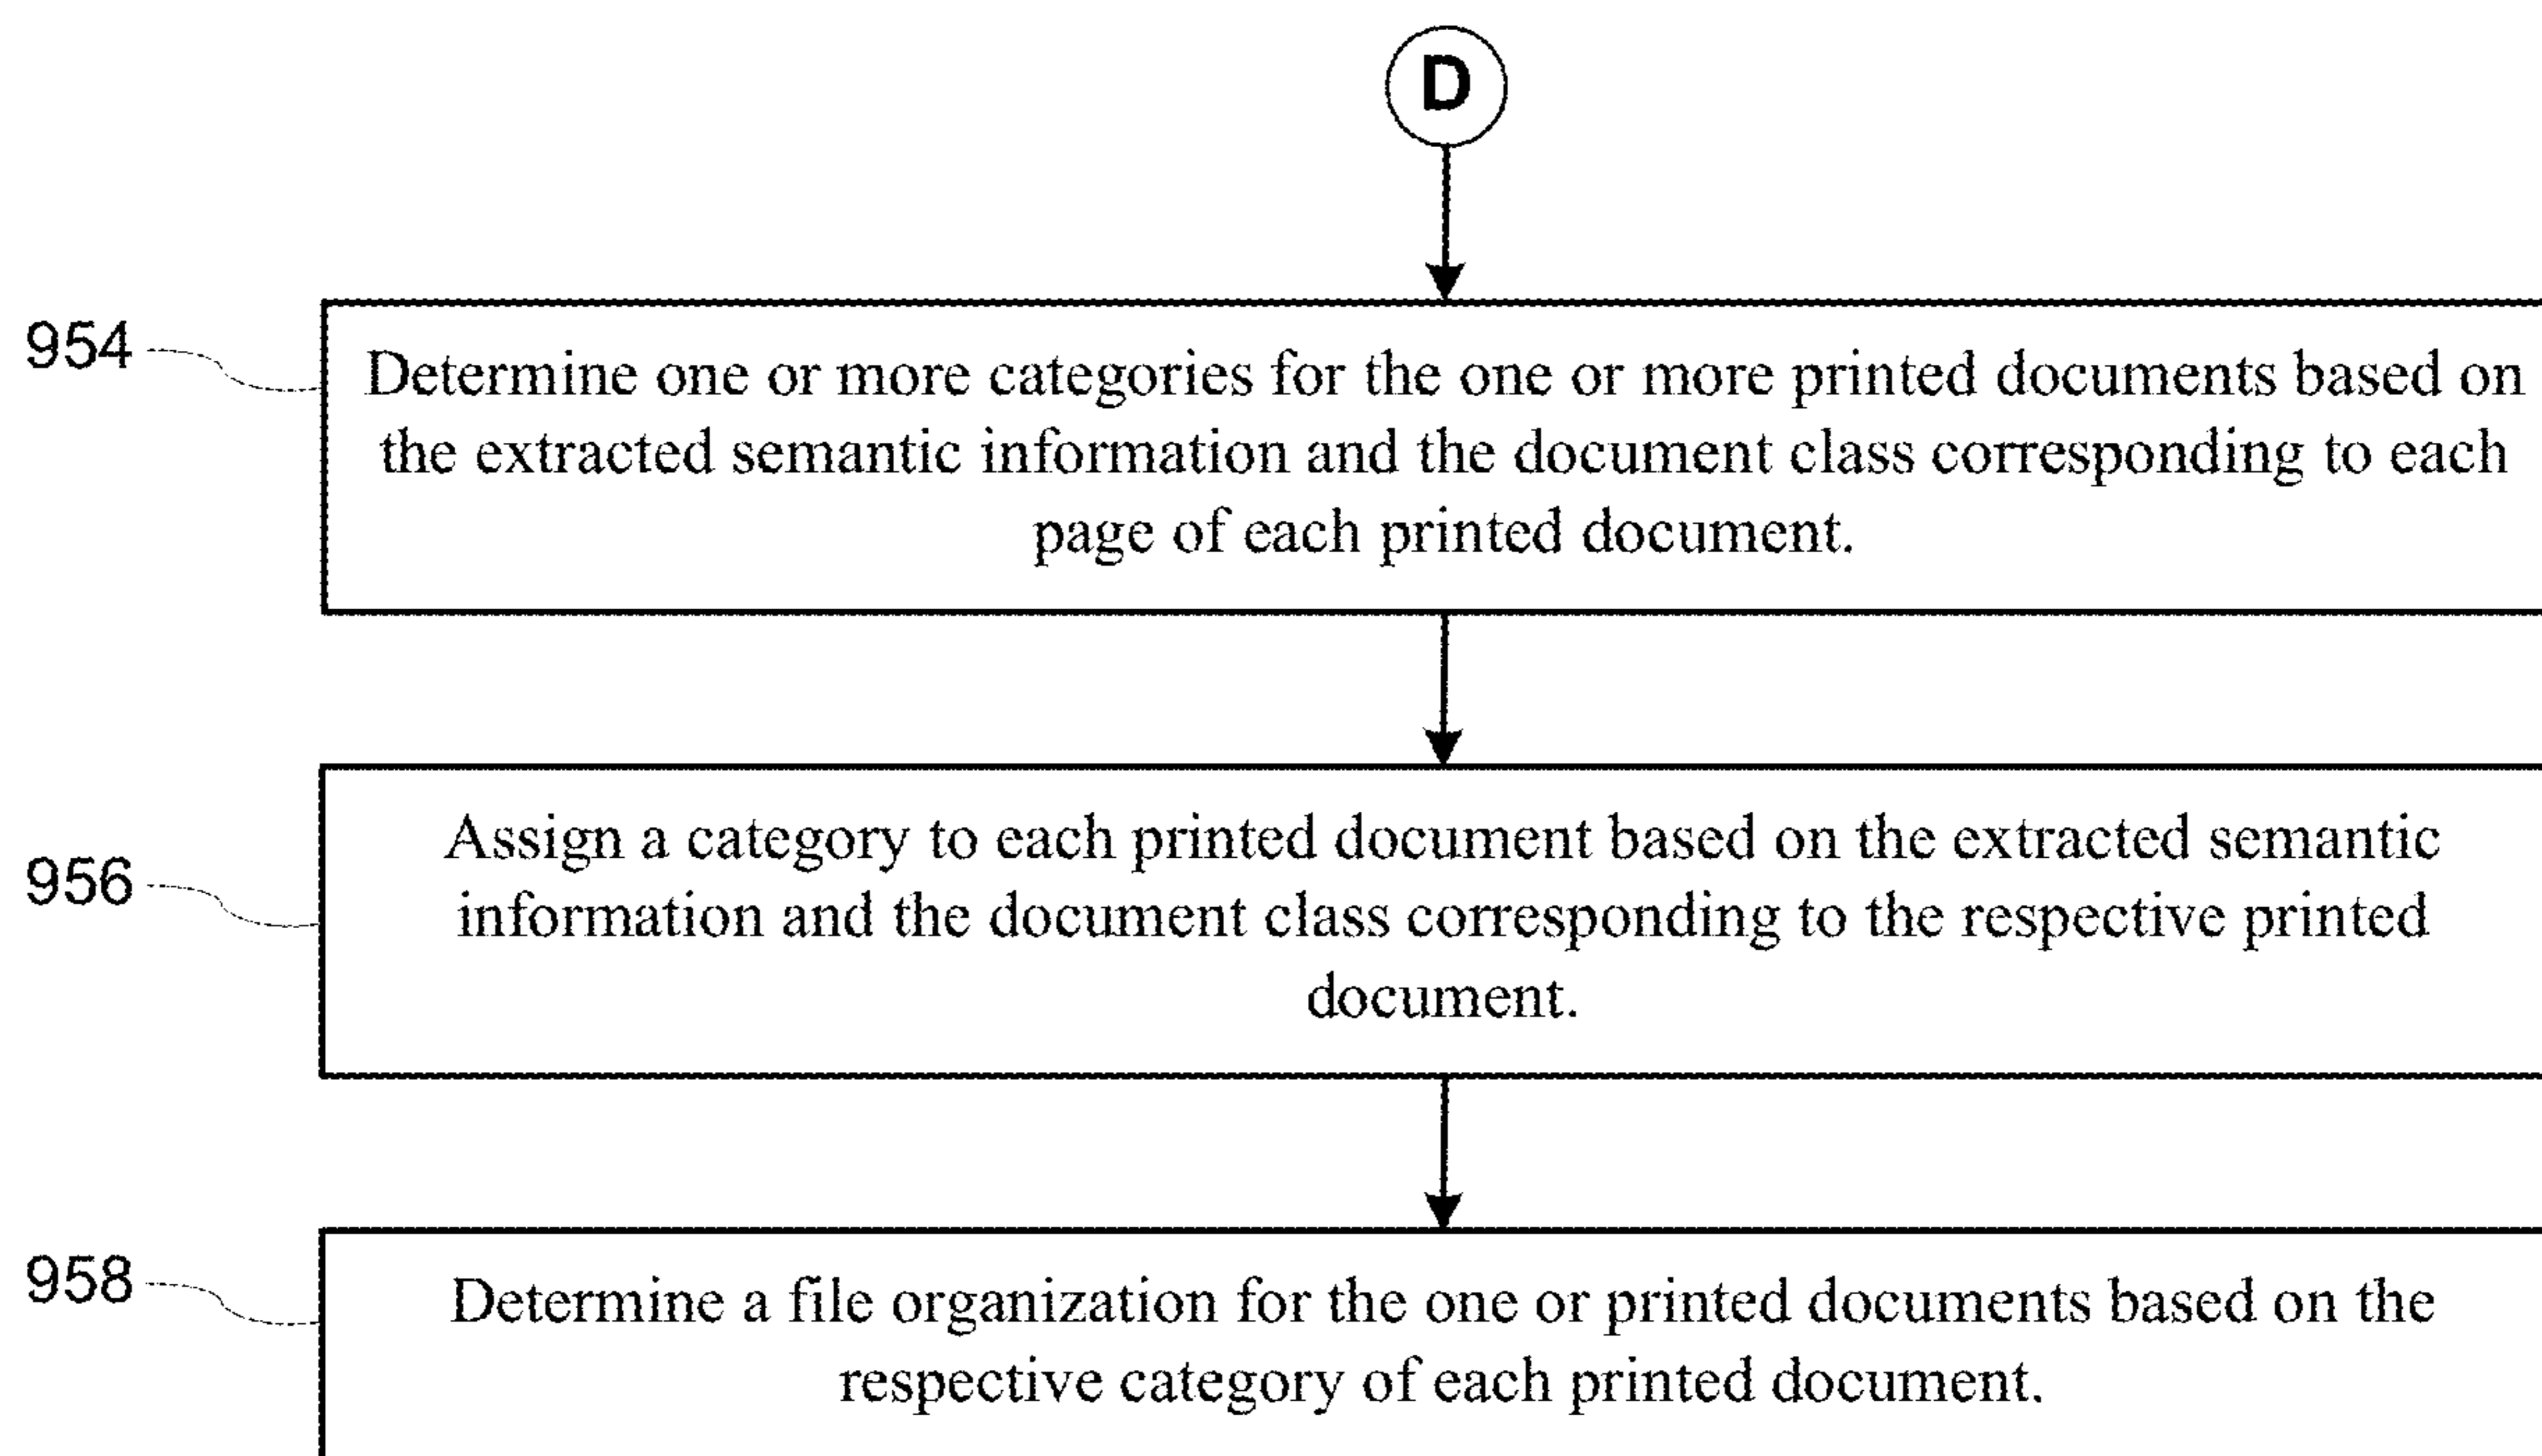 D
954
Determine one or more categories for the one or more printed documents based on
the extracted semantic information and the document class corresponding to each
page of each printed document.
956
Assign a category to each printed document based on the extracted semantic
information and the document class corresponding to the respective printed
document.
958
Determine a file organization for the one or printed documents based on the
respective category of each printed document.